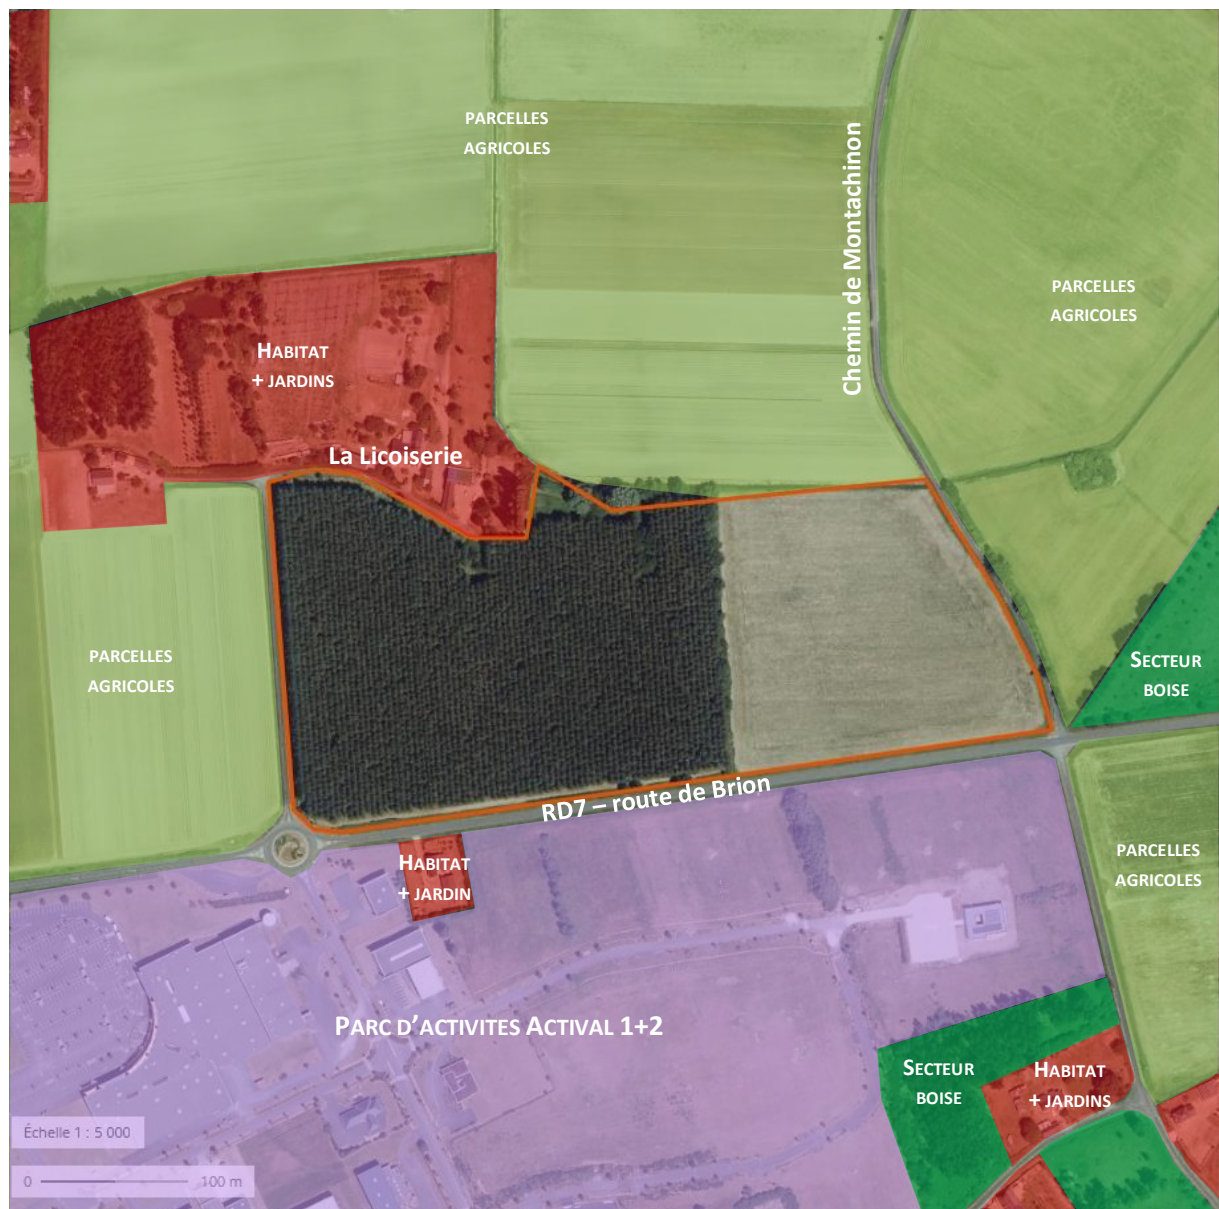 PARCELLES
AGRICOLES
Chemin de Montachinon
PARCELLES
AGRICOLES
HABITAT
+ JARDINS
La Licoiserie
PARCELLES
AGRICOLES
SECTEUR
BOISE
RD7 – route de Brion
HABITAT
+ JARDIN
PARCELLES
AGRICOLES
PARC D'ACTIVITES ACTIVAL 1+2
SECTEUR
BOISE
HABITAT
+ JARDINS
Échelle 1 : 5 000
0 100 m